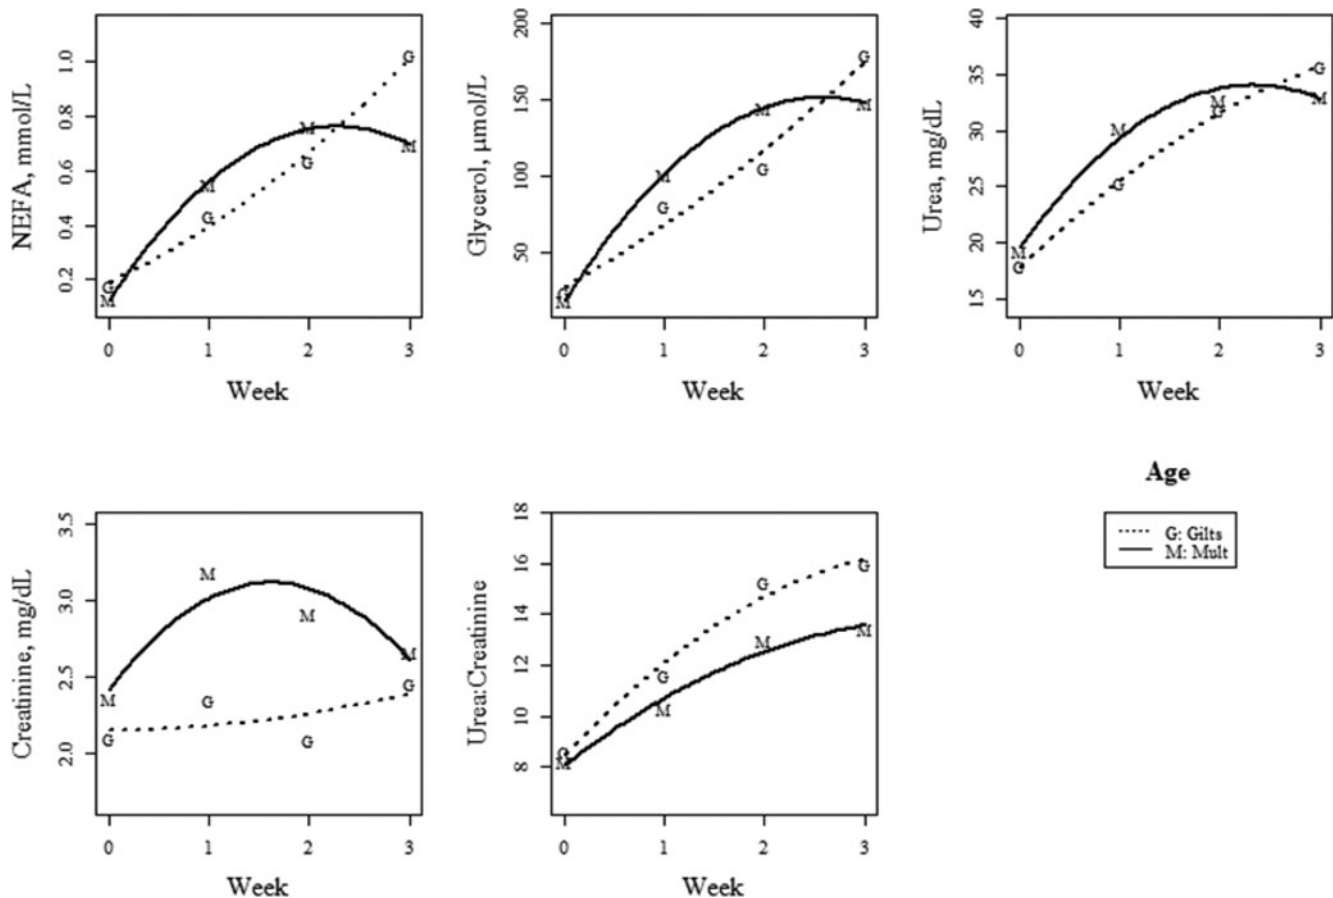 NEFA, mmol/L
1.0
0.8
0.6
0.4
0.2
G
M
G
M
G
M
G
M
0 1 2 3
Week
Glycerol, μmol/L
200
150
100
50
G
M
G
M
G
M
G
M
0 1 2 3
Week
Urea, mg/dL
40
35
30
25
20
15
G
M
G
M
G
M
G
M
0 1 2 3
Week
Creatinine, mg/dL
3.5
3.0
2.5
2.0
M
G
M
G
M
G
M
G
0 1 2 3
Week
Urea:Creatinine
18
16
14
12
10
8
G
M
G
M
G
M
G
M
0 1 2 3
Week
Age
G: Gilts
M: Mult